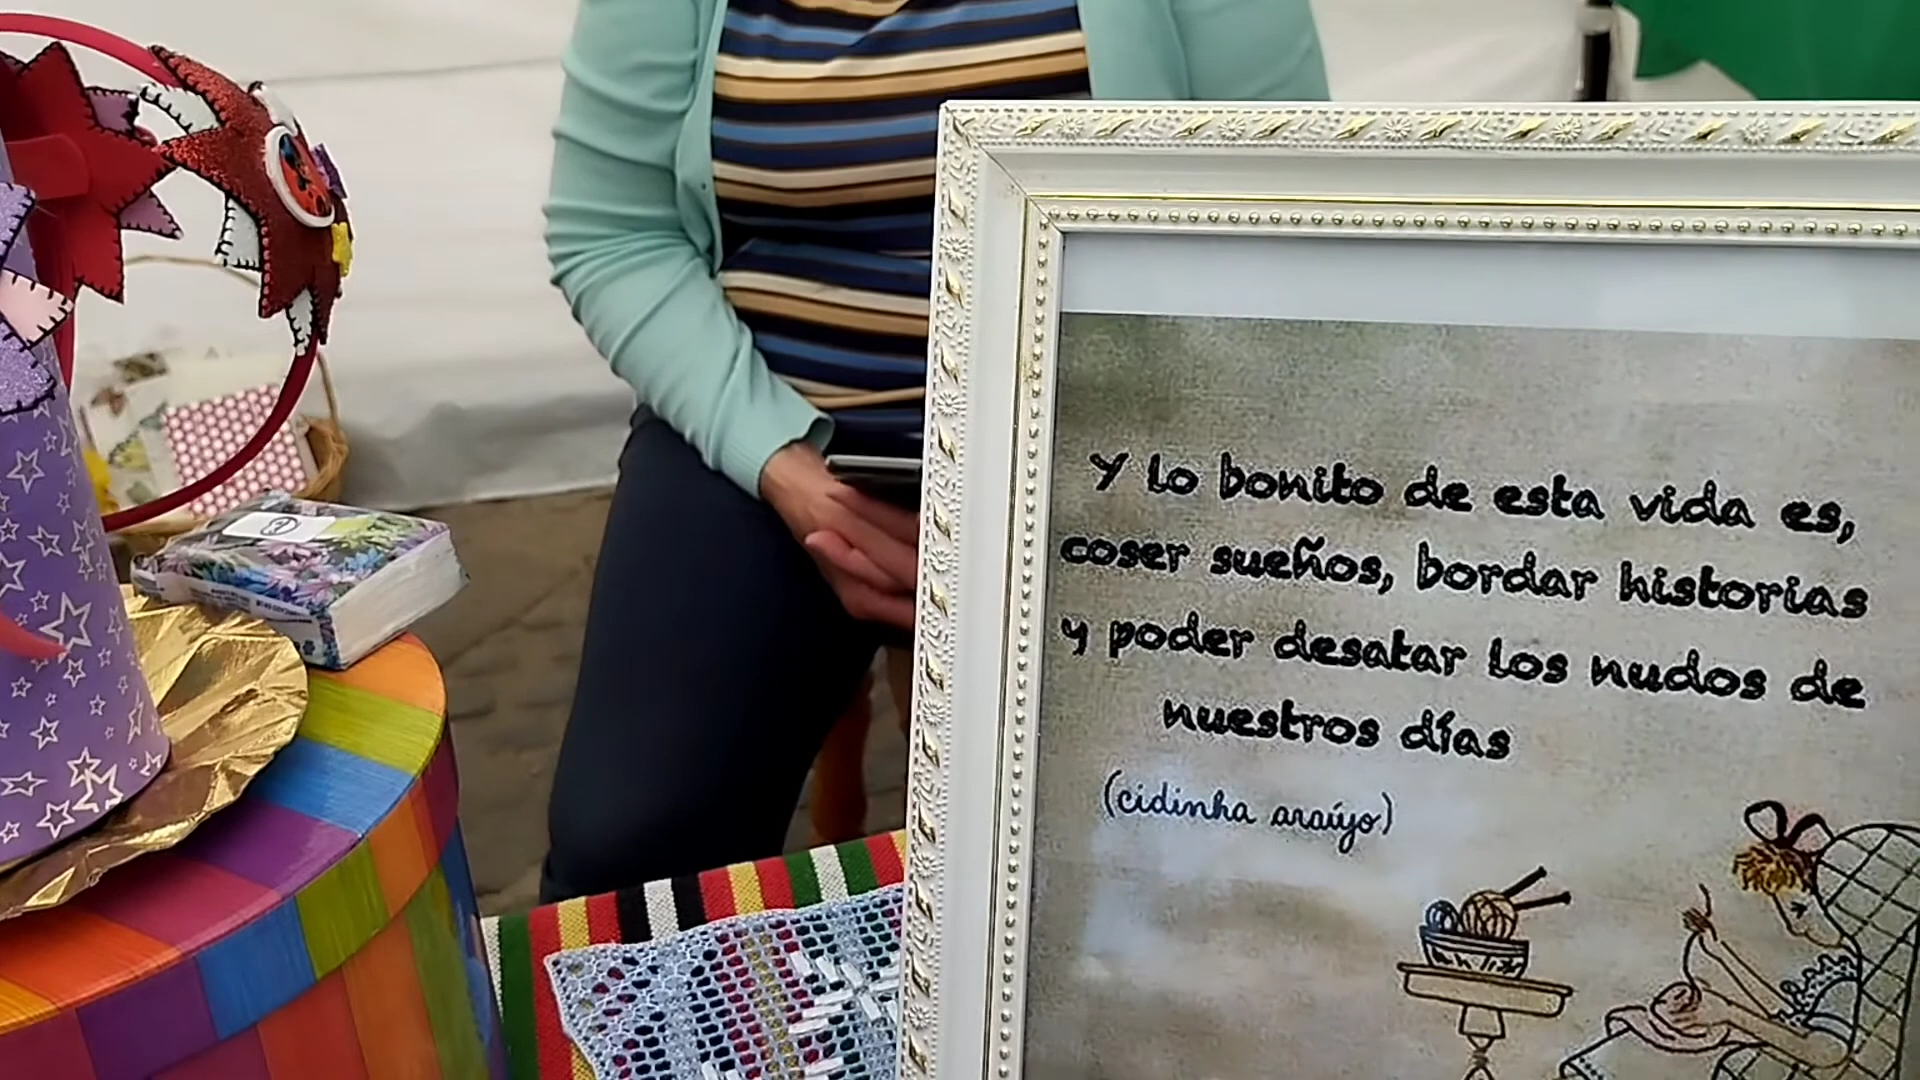 Y lo bonito de esta vida es,
coser sueños, bordar historias
y poder desatar los nudos de
nuestros días
(cidinha araújo)